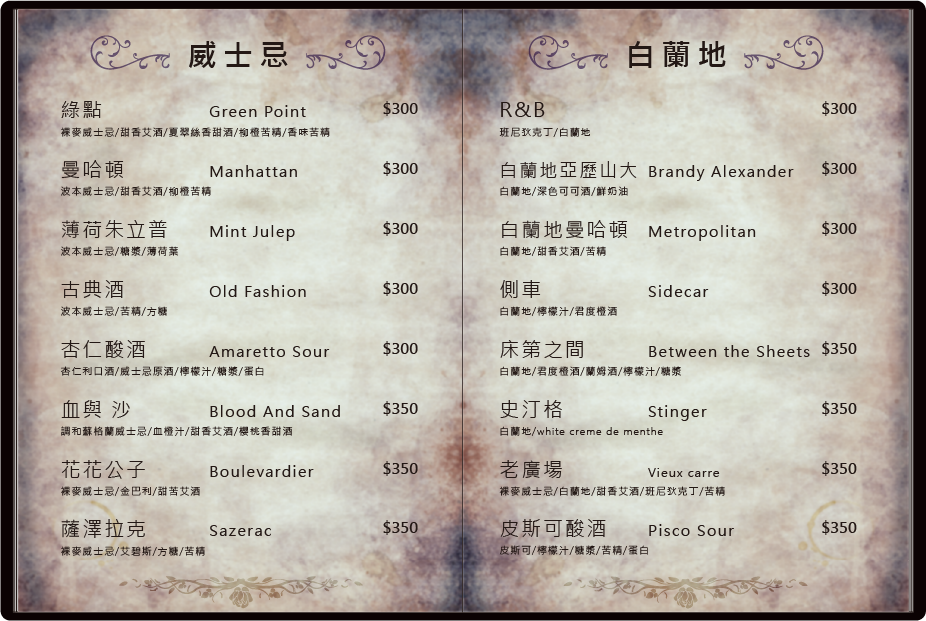 威士忌
綠點 Green Point $300
裸麥威士忌/甜香艾酒/夏翠絲香甜酒/柳橙苦精/香味苦精
曼哈頓 Manhattan $300
波本威士忌/甜香艾酒/柳橙苦精
薄荷朱立普 Mint Julep $300
波本威士忌/糖漿/薄荷葉
古典酒 Old Fashion $300
波本威士忌/苦精/方糖
杏仁酸酒 Amaretto Sour $300
杏仁利口酒/威士忌原酒/檸檬汁/糖漿/蛋白
血與 沙 Blood And Sand $350
調和蘇格蘭威士忌/血橙汁/甜香艾酒/櫻桃香甜酒
花花公子 Boulevardier $350
裸麥威士忌/金巴利/甜苦艾酒
薩澤拉克 Sazerac $350
裸麥威士忌/艾碧斯/方糖/苦精
白蘭地
R&B $300
班尼狄克丁/白蘭地
白蘭地亞歷山大 Brandy Alexander $300
白蘭地/深色可可酒/鮮奶油
白蘭地曼哈頓 Metropolitan $300
白蘭地/甜香艾酒/苦精
側車 Sidecar $300
白蘭地/檸檬汁/君度橙酒
床第之間 Between the Sheets $350
白蘭地/君度橙酒/蘭姆酒/檸檬汁/糖漿
史汀格 Stinger $350
白蘭地/white creme de menthe
老廣場 Vieux carre $350
裸麥威士忌/白蘭地/甜香艾酒/班尼狄克丁/苦精
皮斯可酸酒 Pisco Sour $350
皮斯可/檸檬汁/糖漿/苦精/蛋白